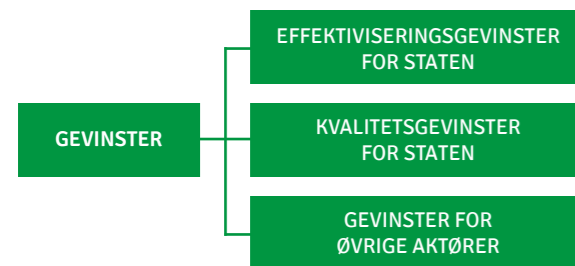 GEVINSTER
EFFEKTIVISERINGSGEVINSTER
FOR STATEN
KVALITETSGEVINSTER
FOR STATEN
GEVINSTER FOR
ØVRIGE AKTØRER